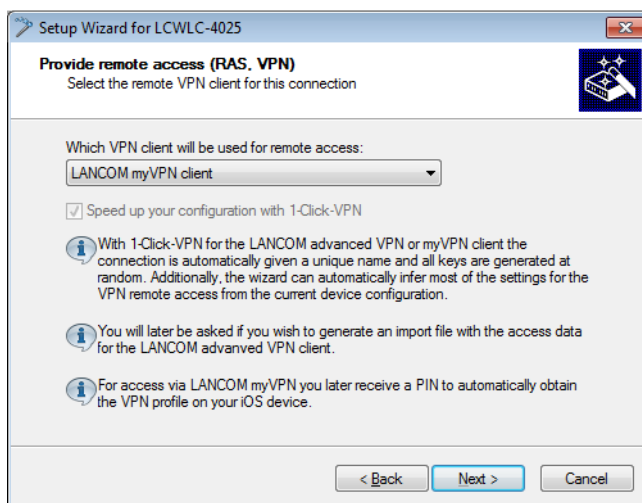 Setup Wizard for LCWLC-4025
Provide remote access (RAS, VPN)
Select the remote VPN client for this connection
Which VPN client will be used for remote access:
LANCOM myVPN client
Speed up your configuration with 1-Click-VPN
With 1-Click-VPN for the LANCOM advanced VPN or myVPN client the
connection is automatically given a unique name and all keys are generated at
random. Additionally, the wizard can automatically infer most of the settings for the
VPN remote access from the current device configuration.
You will later be asked if you wish to generate an import file with the access data
for the LANCOM advanved VPN client.
For access via LANCOM myVPN you later receive a PIN to automatically obtain
the VPN profile on your iOS device.
< Back
Next >
Cancel